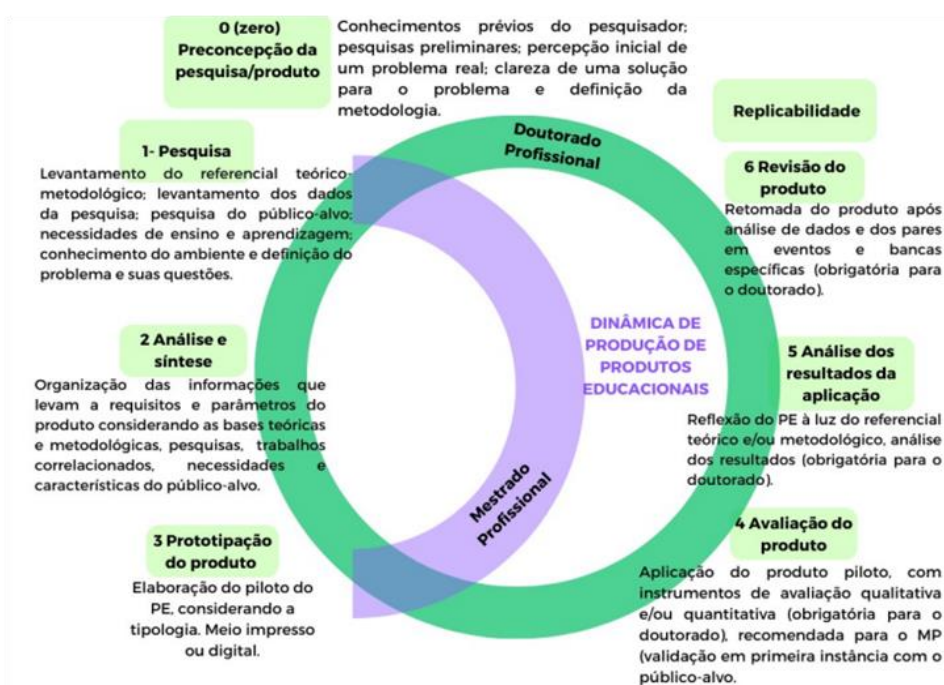 0 (zero)
Preconcepção da
pesquisa/produto
Conhecimentos prévios do pesquisador;
pesquisas preliminares; percepção inicial de
um problema real; clareza de uma solução
para o problema e definição da
metodologia.
1- Pesquisa
Levantamento do referencial teórico-
metodológico; levantamento dos dados
da pesquisa; pesquisa do público-alvo;
necessidades de ensino e aprendizagem;
conhecimento do ambiente e definição do
problema e suas questões.
2 Análise e
síntese
Organização das informações que
levam a requisitos e parâmetros do
produto considerando as bases teóricas
e metodológicas, pesquisas, trabalhos
correlacionados, necessidades e
características do público-alvo.
3 Prototipação
do produto
Elaboração do piloto do
PE, considerando a
tipologia. Meio impresso
ou digital.
Doutorado
Profissional
Mestrado
Profissional
DINÂMICA DE
PRODUÇÃO DE
PRODUTOS
EDUCACIONAIS
Replicabilidade
6 Revisão do
produto
Retomada do produto após
análise de dados e dos pares
em eventos e bancas
específicas (obrigatória para
o doutorado).
5 Análise dos
resultados da
aplicação
Reflexão do PE à luz do referencial
teórico e/ou metodológico, análise
dos resultados (obrigatória para o
doutorado).
4 Avaliação do
produto
Aplicação do produto piloto, com
instrumentos de avaliação qualitativa
e/ou quantitativa (obrigatória para o
doutorado), recomendada para o MP
(validação em primeira instância com o
público-alvo.